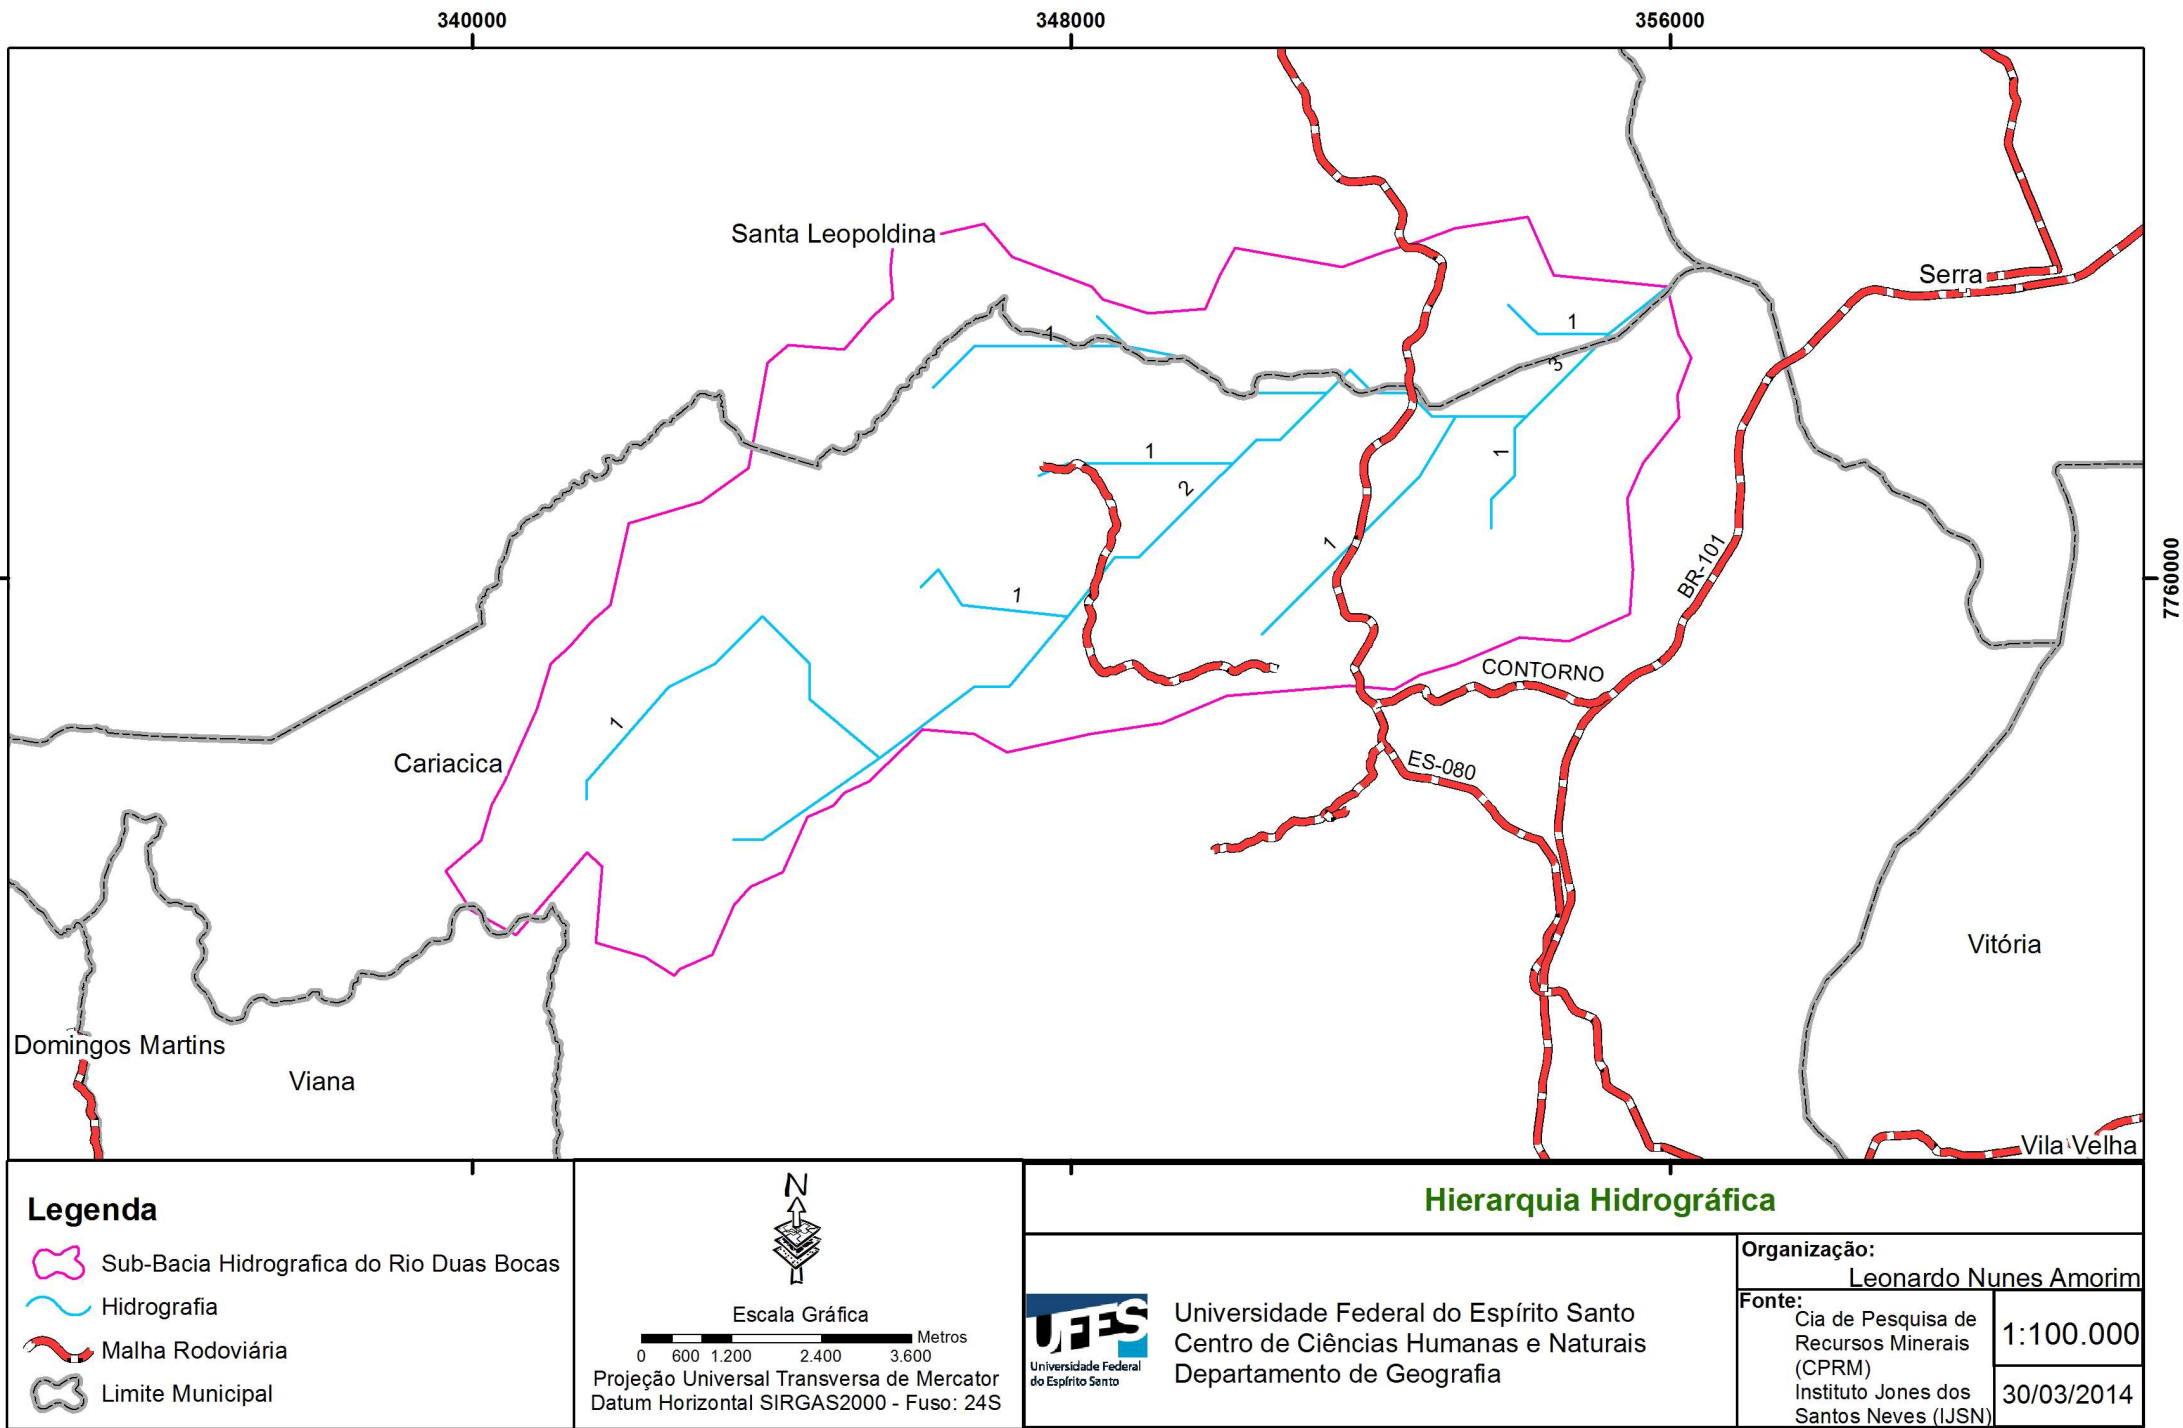 340000
348000
356000
Santa Leopoldina
Serra
1
1
3
1
1
2
1
1
BR-101
7760000
1
CONTORNO
1
Cariacica
ES-080
Vitória
Domingos Martins
Viana
Vila Velha
Legenda
Sub-Bacia Hidrografica do Rio Duas Bocas
Hidrografia
Malha Rodoviária
Limite Municipal
N
Escala Gráfica
Metros
0 600 1.200 2.400 3.600
Projeção Universal Transversa de Mercator
Datum Horizontal SIRGAS2000 - Fuso: 24S
Hierarquia Hidrográfica
UFES
Universidade Federal
do Espírito Santo
Universidade Federal do Espírito Santo
Centro de Ciências Humanas e Naturais
Departamento de Geografia
Organização:
Leonardo Nunes Amorim
Fonte:
Cia de Pesquisa de
Recursos Minerais
(CPRM)
Instituto Jones dos
Santos Neves (IJSN)
1:100.000
30/03/2014